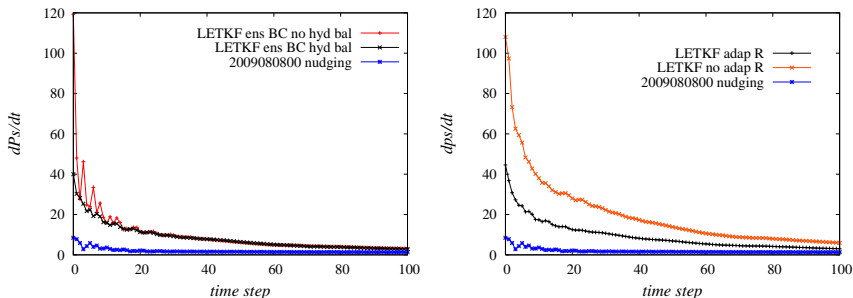 120
100
80
60
40
20
0
dPs/dt
LETKF ens BC no hyd bal
LETKF ens BC hyd bal
2009080800 nudging
0 20 40 60 80 100
time step
120
100
80
60
40
20
0
dps/dt
LETKF adap R
LETKF no adap R
2009080800 nudging
0 20 40 60 80 100
time step